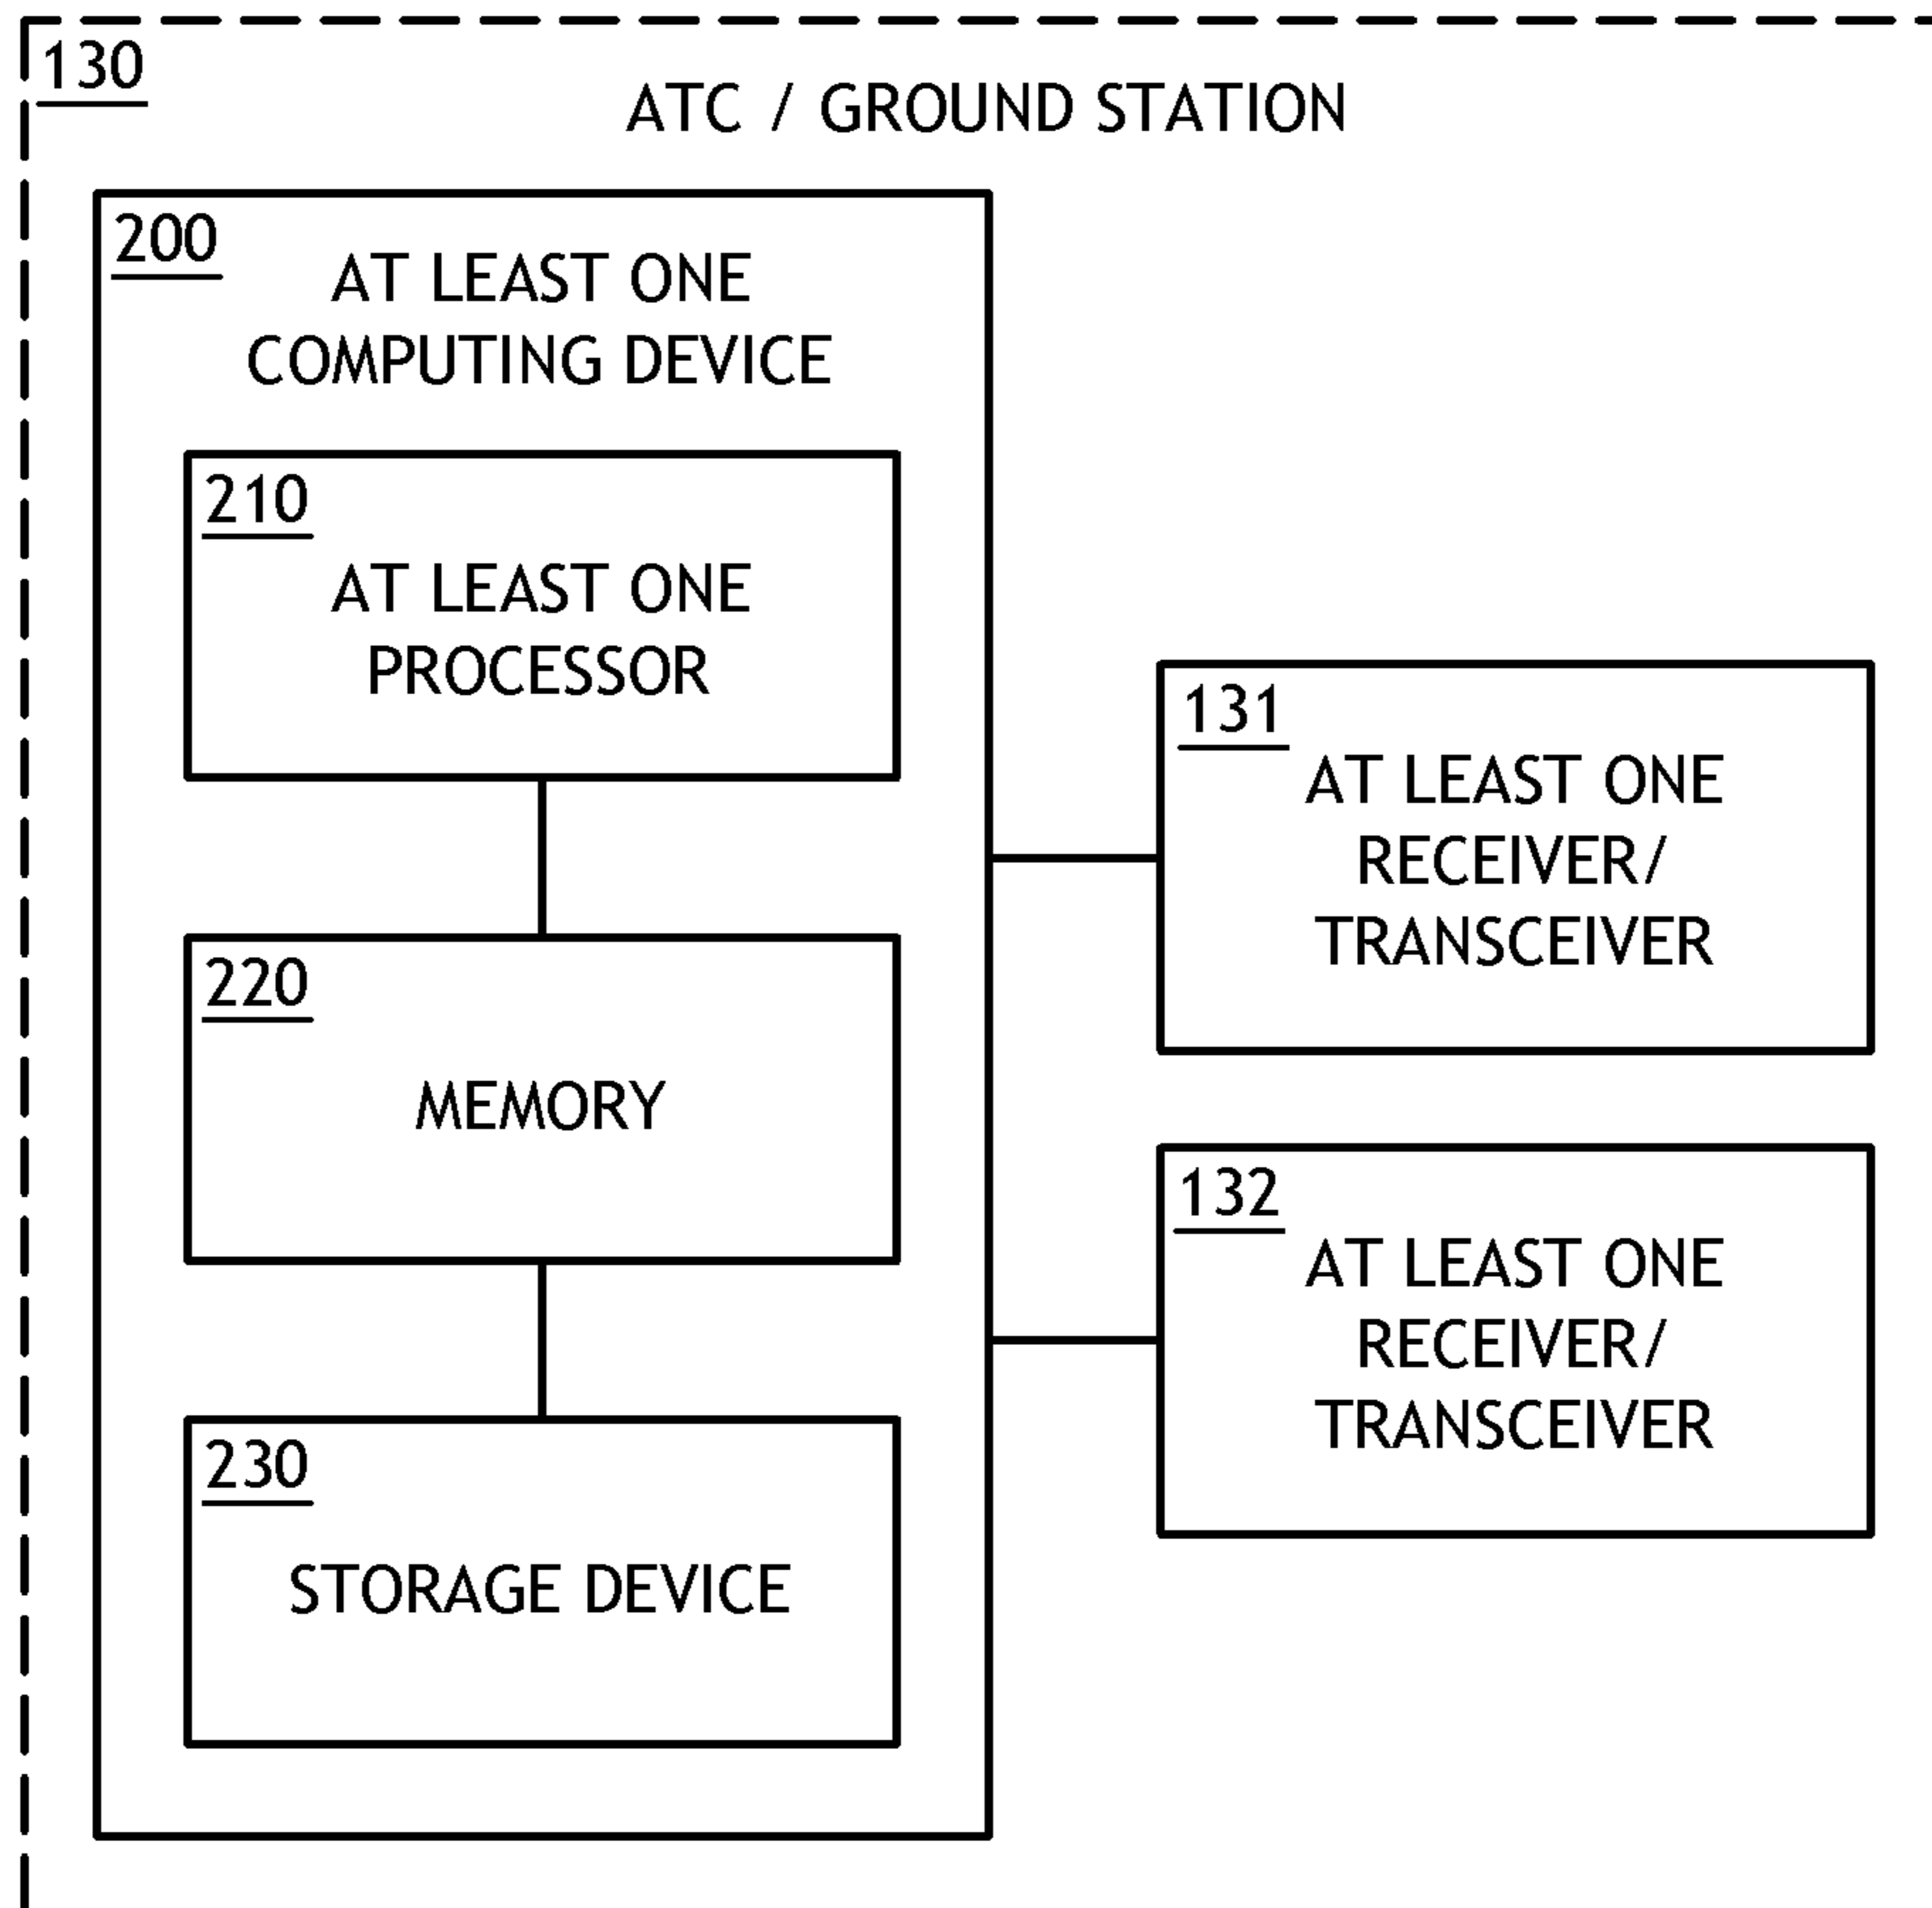 130
ATC / GROUND STATION
200
AT LEAST ONE
COMPUTING DEVICE
210
AT LEAST ONE
PROCESSOR
220
MEMORY
230
STORAGE DEVICE
131
AT LEAST ONE
RECEIVER/
TRANSCEIVER
132
AT LEAST ONE
RECEIVER/
TRANSCEIVER